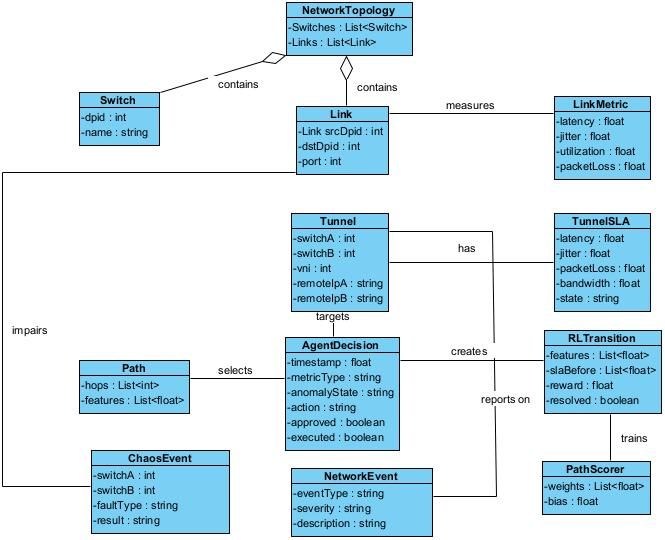 NetworkTopology
-Switches : List<Switch>
-Links : List<Link>
contains
contains
Switch
-dpid : int
-name : string
Link
-Link srcDpid : int
-dstDpid : int
-port : int
measures
LinkMetric
-latency : float
-jitter : float
-utilization : float
-packetLoss : float
Tunnel
-switchA : int
-switchB : int
-vni : int
-remoteIpA : string
-remoteIpB : string
has
TunnelSLA
-latency : float
-jitter : float
-packetLoss : float
-bandwidth : float
-state : string
impairs
targets
Path
-hops : List<int>
-features : List<float>
selects
AgentDecision
-timestamp : float
-metricType : string
-anomalyState : string
-action : string
-approved : boolean
-executed : boolean
creates
reports on
RLTransition
-features : List<float>
-slaBefore : List<float>
-reward : float
-resolved : boolean
trains
ChaosEvent
-switchA : int
-switchB : int
-faultType : string
-result : string
NetworkEvent
-eventType : string
-severity : string
-description : string
PathScorer
-weights : List<float>
-bias : float